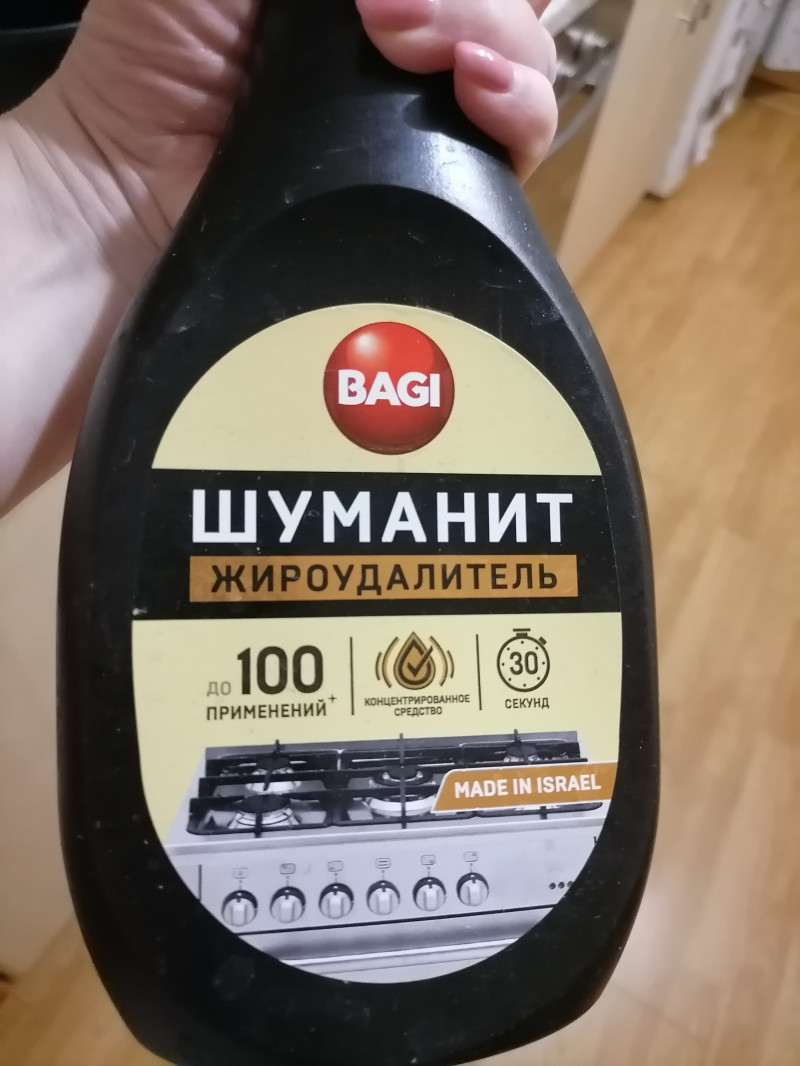 BAGI
ШУМАНИТ
ЖИРОУДАЛИТЕЛЬ
до 100
ПРИМЕНЕНИЙ+
КОНЦЕНТРИРОВАННОЕ
СРЕДСТВО
30
СЕКУНД
MADE IN ISRAEL